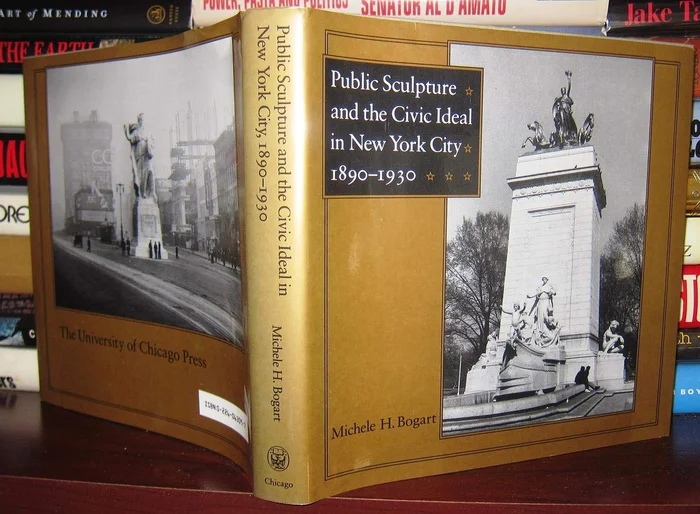 ART OF MENDING
POWER, PASTA AND POLITICS
SENATOR AL D'AMATO
Jake
THE EARTH
Public Sculpture
and the Civic Ideal
in New York City
1890–1930
Michele H. Bogart
Public Sculpture and the Civic Ideal in
New York City, 1890–1930
Michele H. Bogart
Chicago
The University of Chicago Press